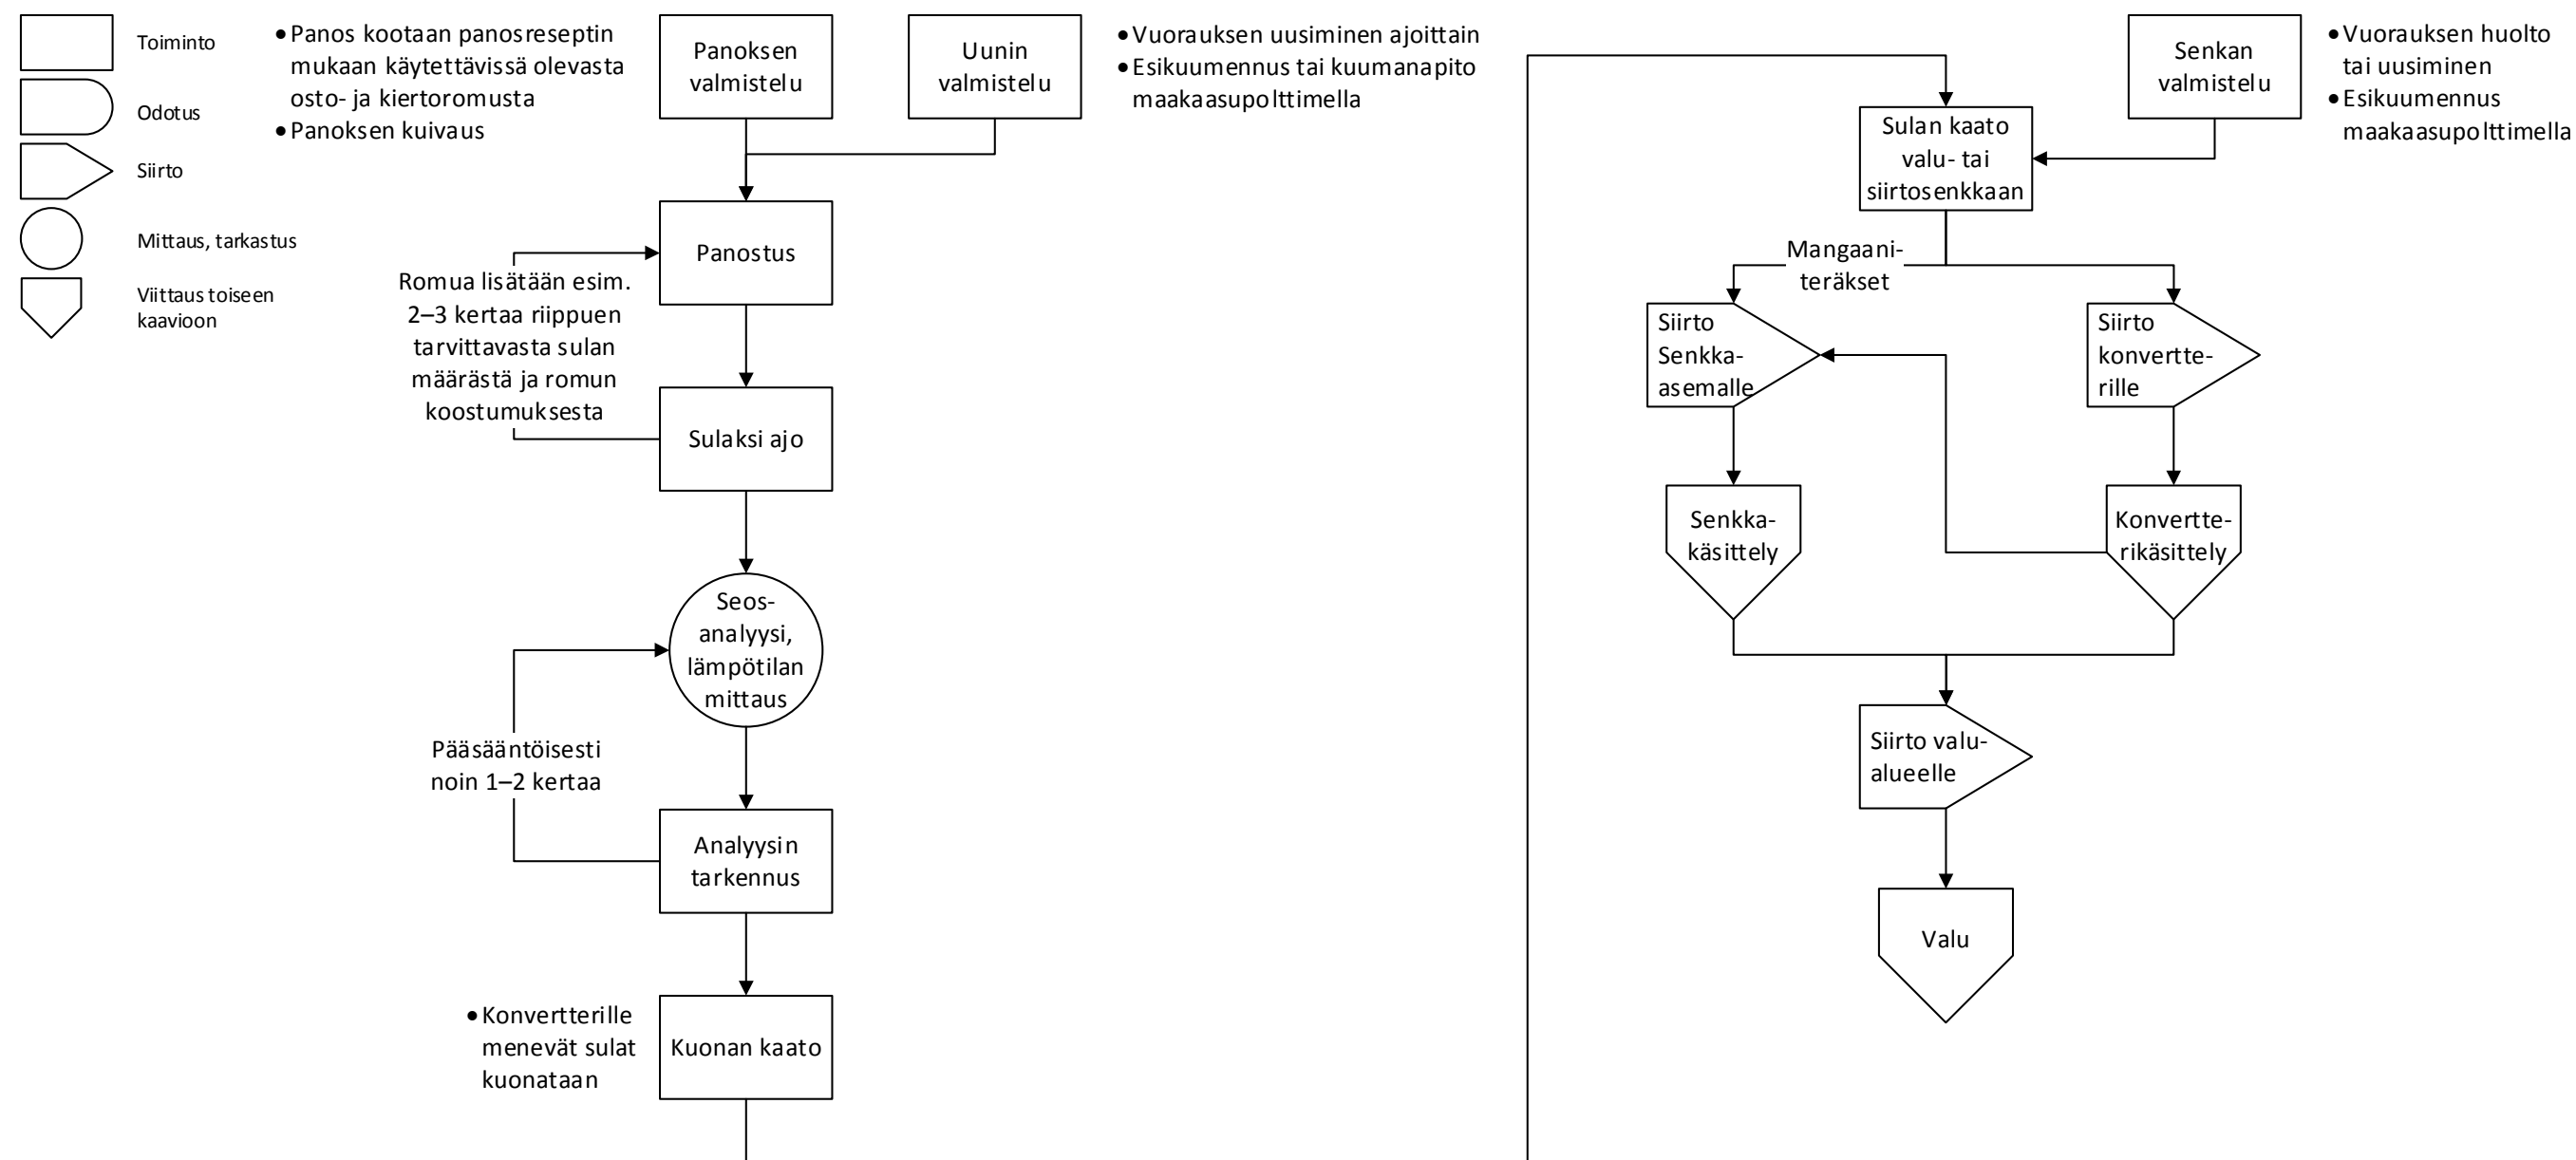 Toiminto
Odotus
Siirto
Mittaus, tarkastus
Viittaus toiseen
kaavioon
•Panos kootaan panosreseptin
mukaan käytettävissä olevasta
osto- ja kiertoromusta
•Panoksen kuivaus
Panoksen
valmistelu
Uunin
valmistelu
•Vuorauksen uusiminen ajoittain
•Esikuumennus tai kuumanapito
maakaasupolttimella
Panostus
Romua lisätään esim.
2–3 kertaa riippuen
tarvittavasta sulan
määrästä ja romun
koostumuksesta
Sulaksi ajo
Seos-
analyysi,
lämpötilan
mittaus
Pääsääntöisesti
noin 1–2 kertaa
Analyysin
tarkennus
•Konvertterille
menevät sulat
kuonataan
Kuonan kaato
Senkan
valmistelu
•Vuorauksen huolto
tai uusiminen
•Esikuumennus
maakaasupolttimella
Sulan kaato
valu- tai
siirtosenkkaan
Mangaani-
teräkset
Siirto
Senkka-
asemalle
Siirto
konvertte-
rille
Senkka-
käsittely
Konvertte-
rikäsittely
Siirto valu-
alueelle
Valu